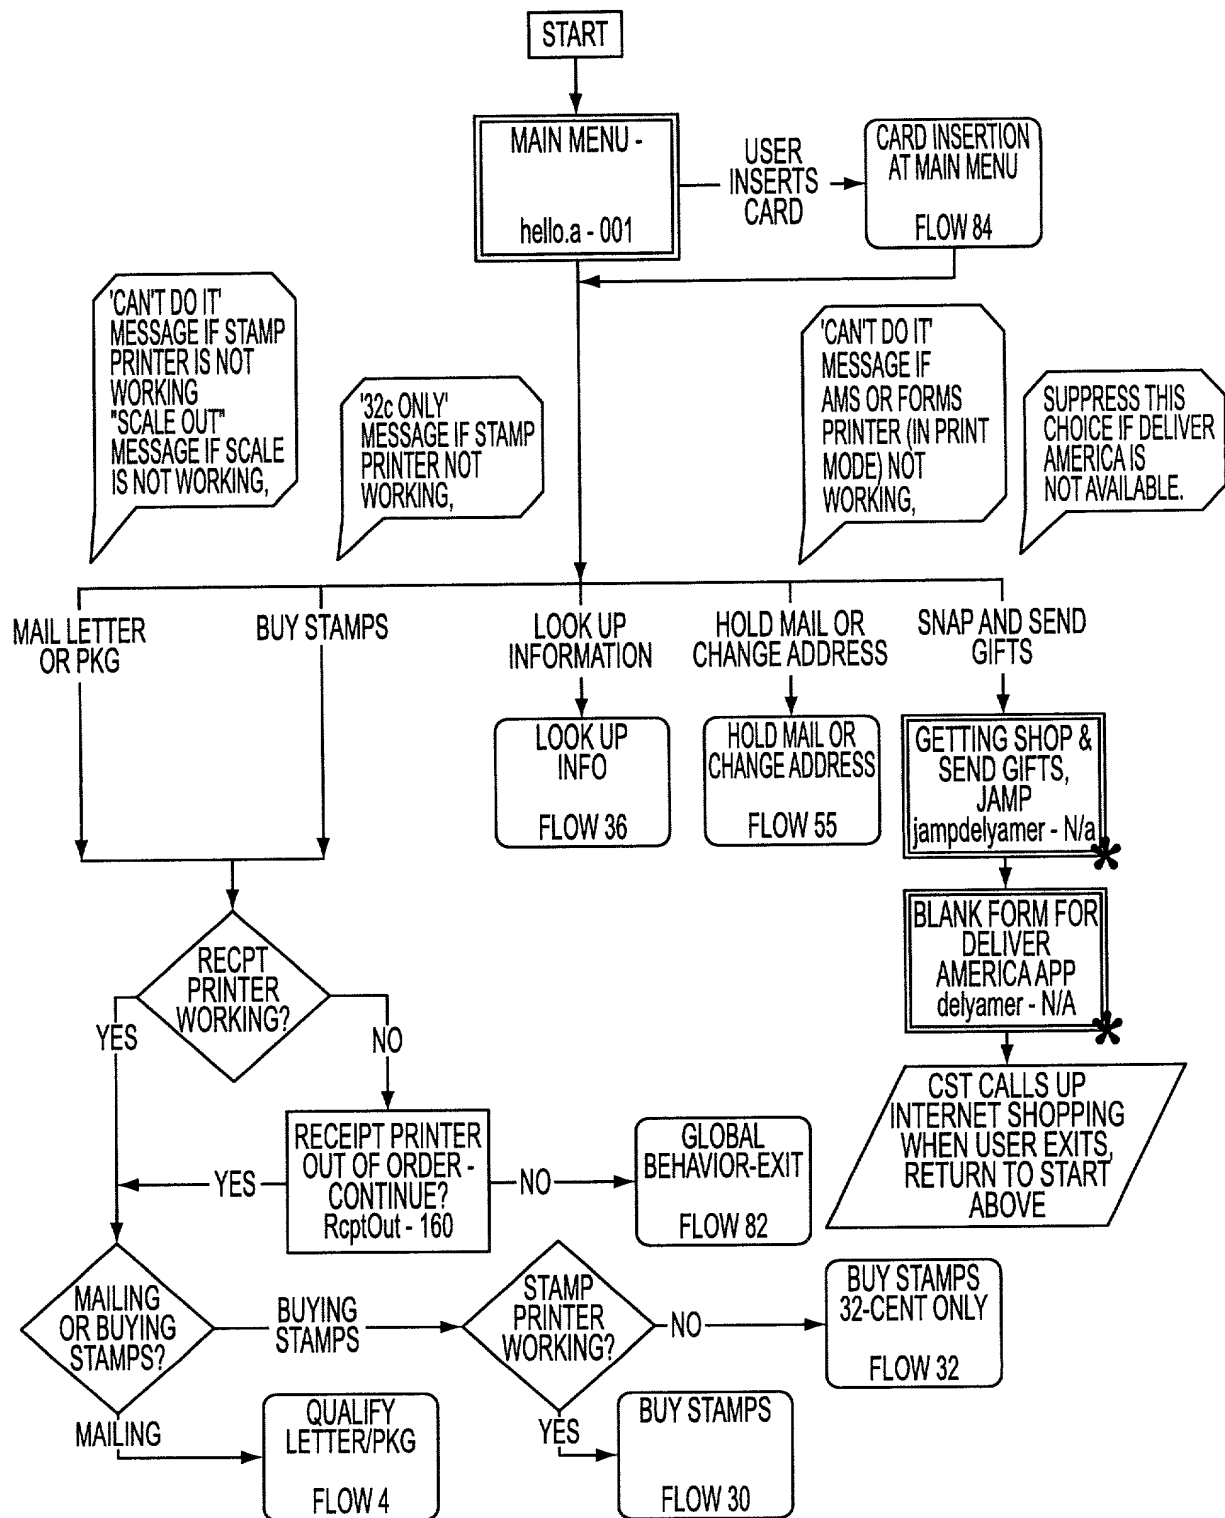 START
MAIN MENU -
hello.a - 001
USER
INSERTS
CARD
CARD INSERTION
AT MAIN MENU
FLOW 84
'CAN'T DO IT'
MESSAGE IF STAMP
PRINTER IS NOT
WORKING
"SCALE OUT"
MESSAGE IF SCALE
IS NOT WORKING,
'32c ONLY'
MESSAGE IF STAMP
PRINTER NOT
WORKING,
'CAN'T DO IT'
MESSAGE IF
AMS OR FORMS
PRINTER (IN PRINT
MODE) NOT
WORKING,
SUPPRESS THIS
CHOICE IF DELIVER
AMERICA IS
NOT AVAILABLE.
MAIL LETTER
OR PKG
BUY STAMPS
LOOK UP
INFORMATION
HOLD MAIL OR
CHANGE ADDRESS
SNAP AND SEND
GIFTS
LOOK UP
INFO
FLOW 36
HOLD MAIL OR
CHANGE ADDRESS
FLOW 55
GETTING SHOP &
SEND GIFTS,
JAMP
jampdelyamer - N/a
*
BLANK FORM FOR
DELIVER
AMERICA APP
delyamer - N/A
*
RECPT
PRINTER
WORKING?
YES
NO
RECEIPT PRINTER
OUT OF ORDER -
CONTINUE?
RcptOut - 160
YES
NO
GLOBAL
BEHAVIOR-EXIT
FLOW 82
CST CALLS UP
INTERNET SHOPPING
WHEN USER EXITS,
RETURN TO START
ABOVE
MAILING
OR BUYING
STAMPS?
BUYING
STAMPS
STAMP
PRINTER
WORKING?
NO
BUY STAMPS
32-CENT ONLY
FLOW 32
MAILING
QUALIFY
LETTER/PKG
FLOW 4
YES
BUY STAMPS
FLOW 30